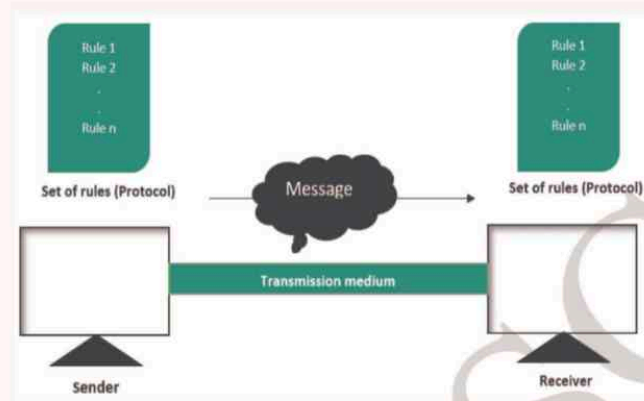 Rule 1
Rule 2
.
.
Rule n
Set of rules (Protocol)
Rule 1
Rule 2
.
.
Rule n
Set of rules (Protocol)
Message
Transmission medium
Sender
Receiver